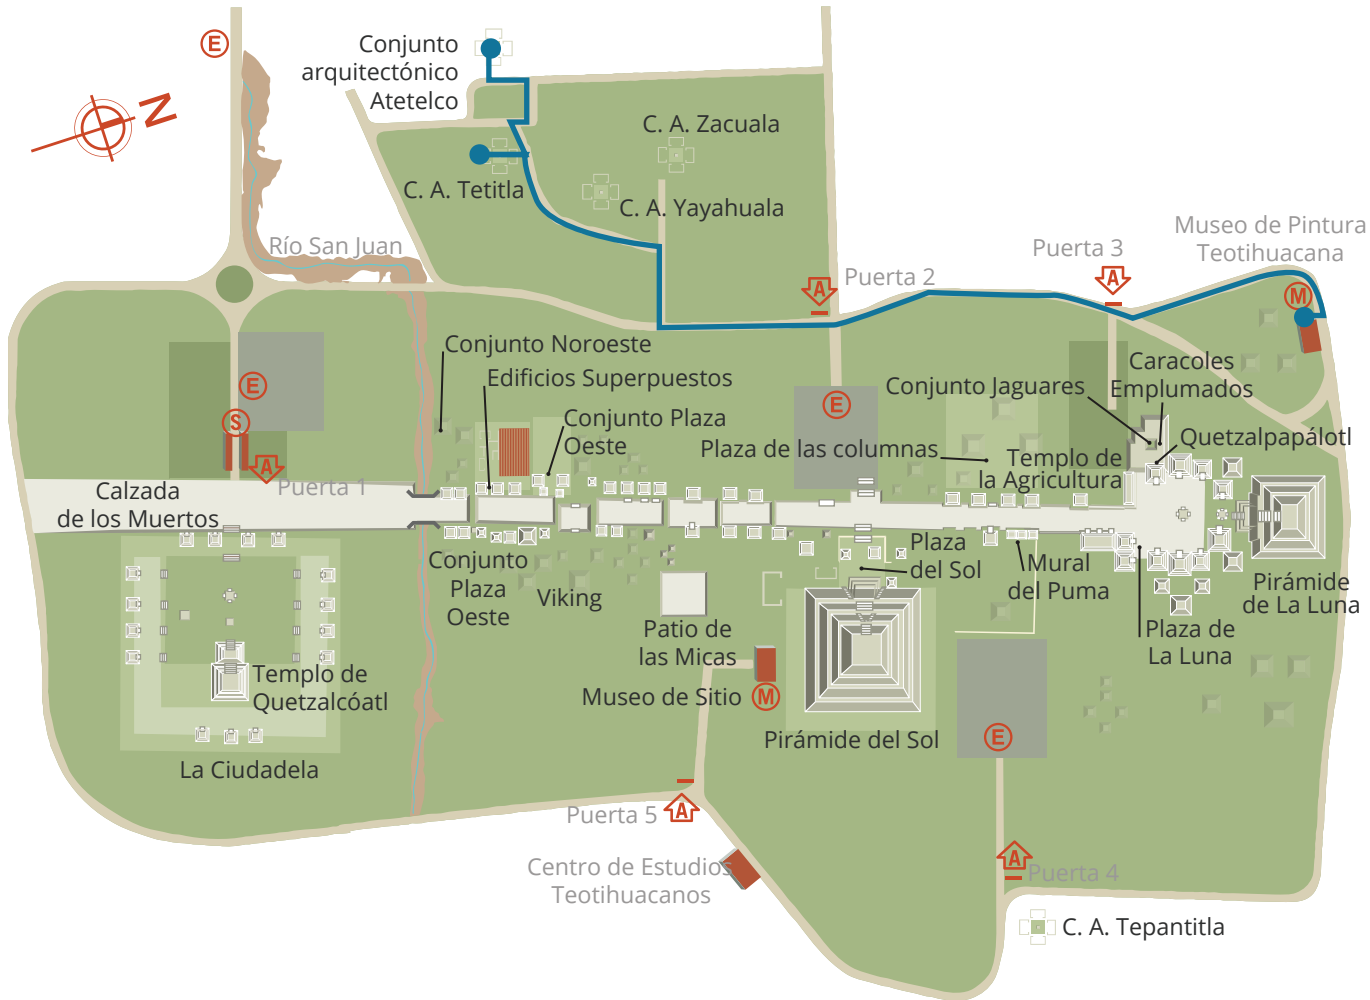 E
Conjunto
arquitectónico
Atetelco
N
C. A. Zacuala
C. A. Tetitla
C. A. Yayahuala
Río San Juan
Museo de Pintura
Teotihuacana
Puerta 3
A
Puerta 2
A
M
Conjunto Noroeste
Edificios Superpuestos
Conjunto Plaza
Oeste
E
S
A
Puerta 1
E
Caracoles
Emplumados
Conjunto Jaguares
Quetzalpapálotl
Plaza de las columnas
Templo de
la Agricultura
Calzada
de los Muertos
Conjunto
Plaza
Oeste
Viking
Plaza
del Sol
Mural
del Puma
Pirámide
de La Luna
Patio de
las Micas
Plaza de
La Luna
Templo de
Quetzalcóatl
Museo de Sitio
M
Pirámide del Sol
E
La Ciudadela
Puerta 5
A
Centro de Estudios
Teotihuacanos
A
Puerta 4
C. A. Tepantitla